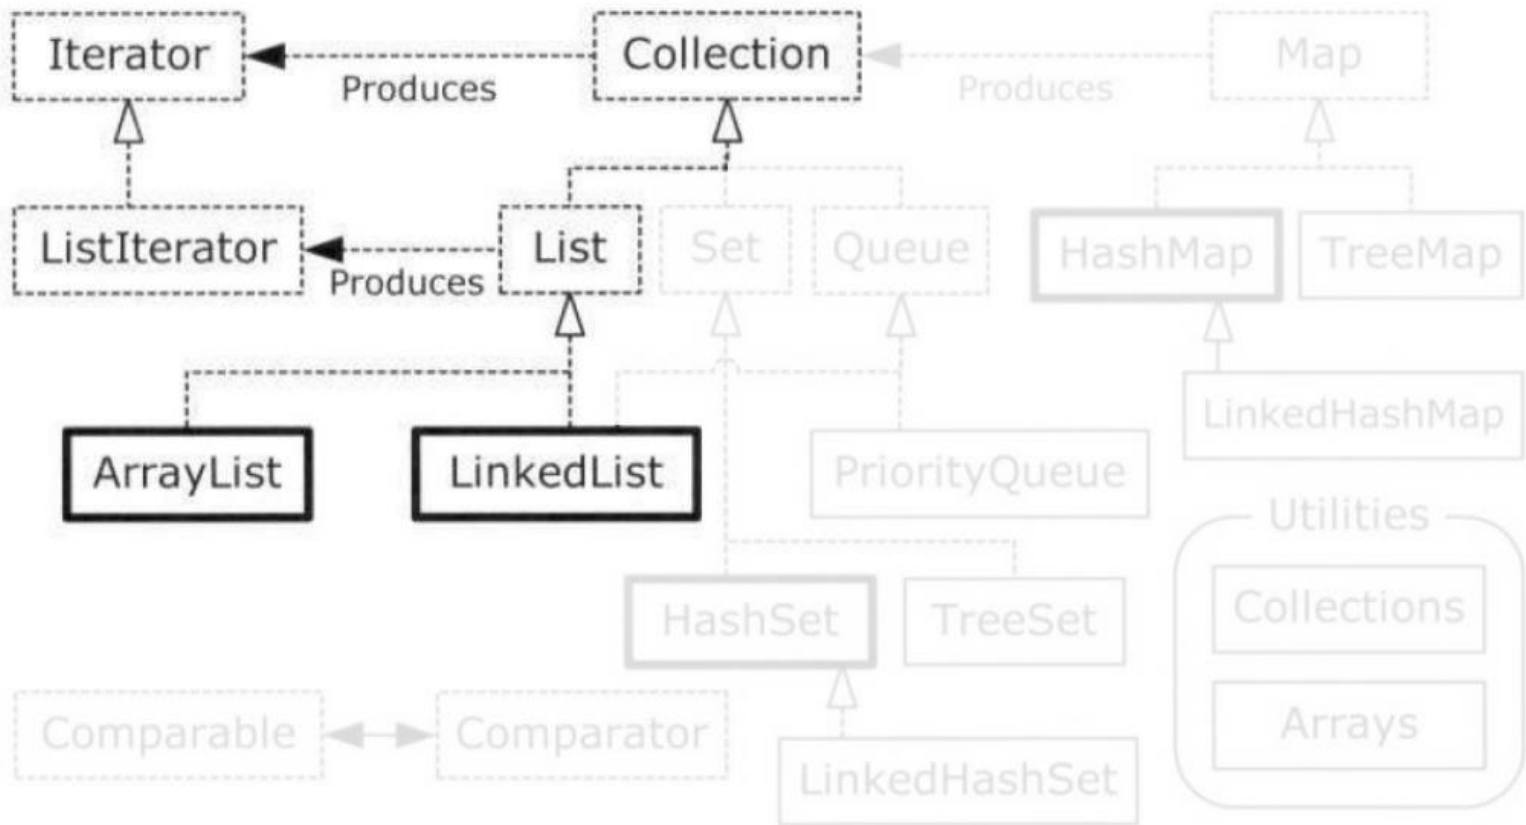 Iterator
Produces
Collection
Produces
Map
ListIterator
Produces
List
Set
Queue
HashMap
TreeMap
ArrayList
LinkedList
PriorityQueue
LinkedHashMap
Utilities
Collections
Arrays
HashSet
TreeSet
Comparable
Comparator
LinkedHashSet